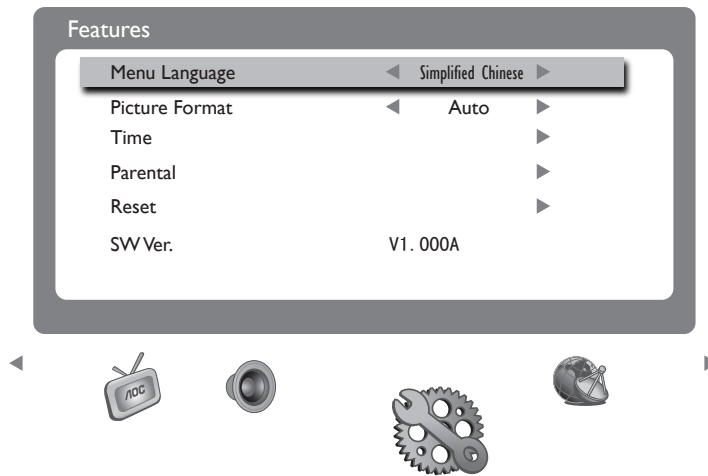 Features
Menu Language Simplified Chinese
Picture Format Auto
Time
Parental
Reset
SW Ver. V1.000A
AOC